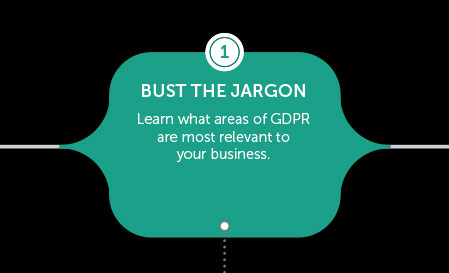 1
BUST THE JARGON
Learn what areas of GDPR
are most relevant to
your business.